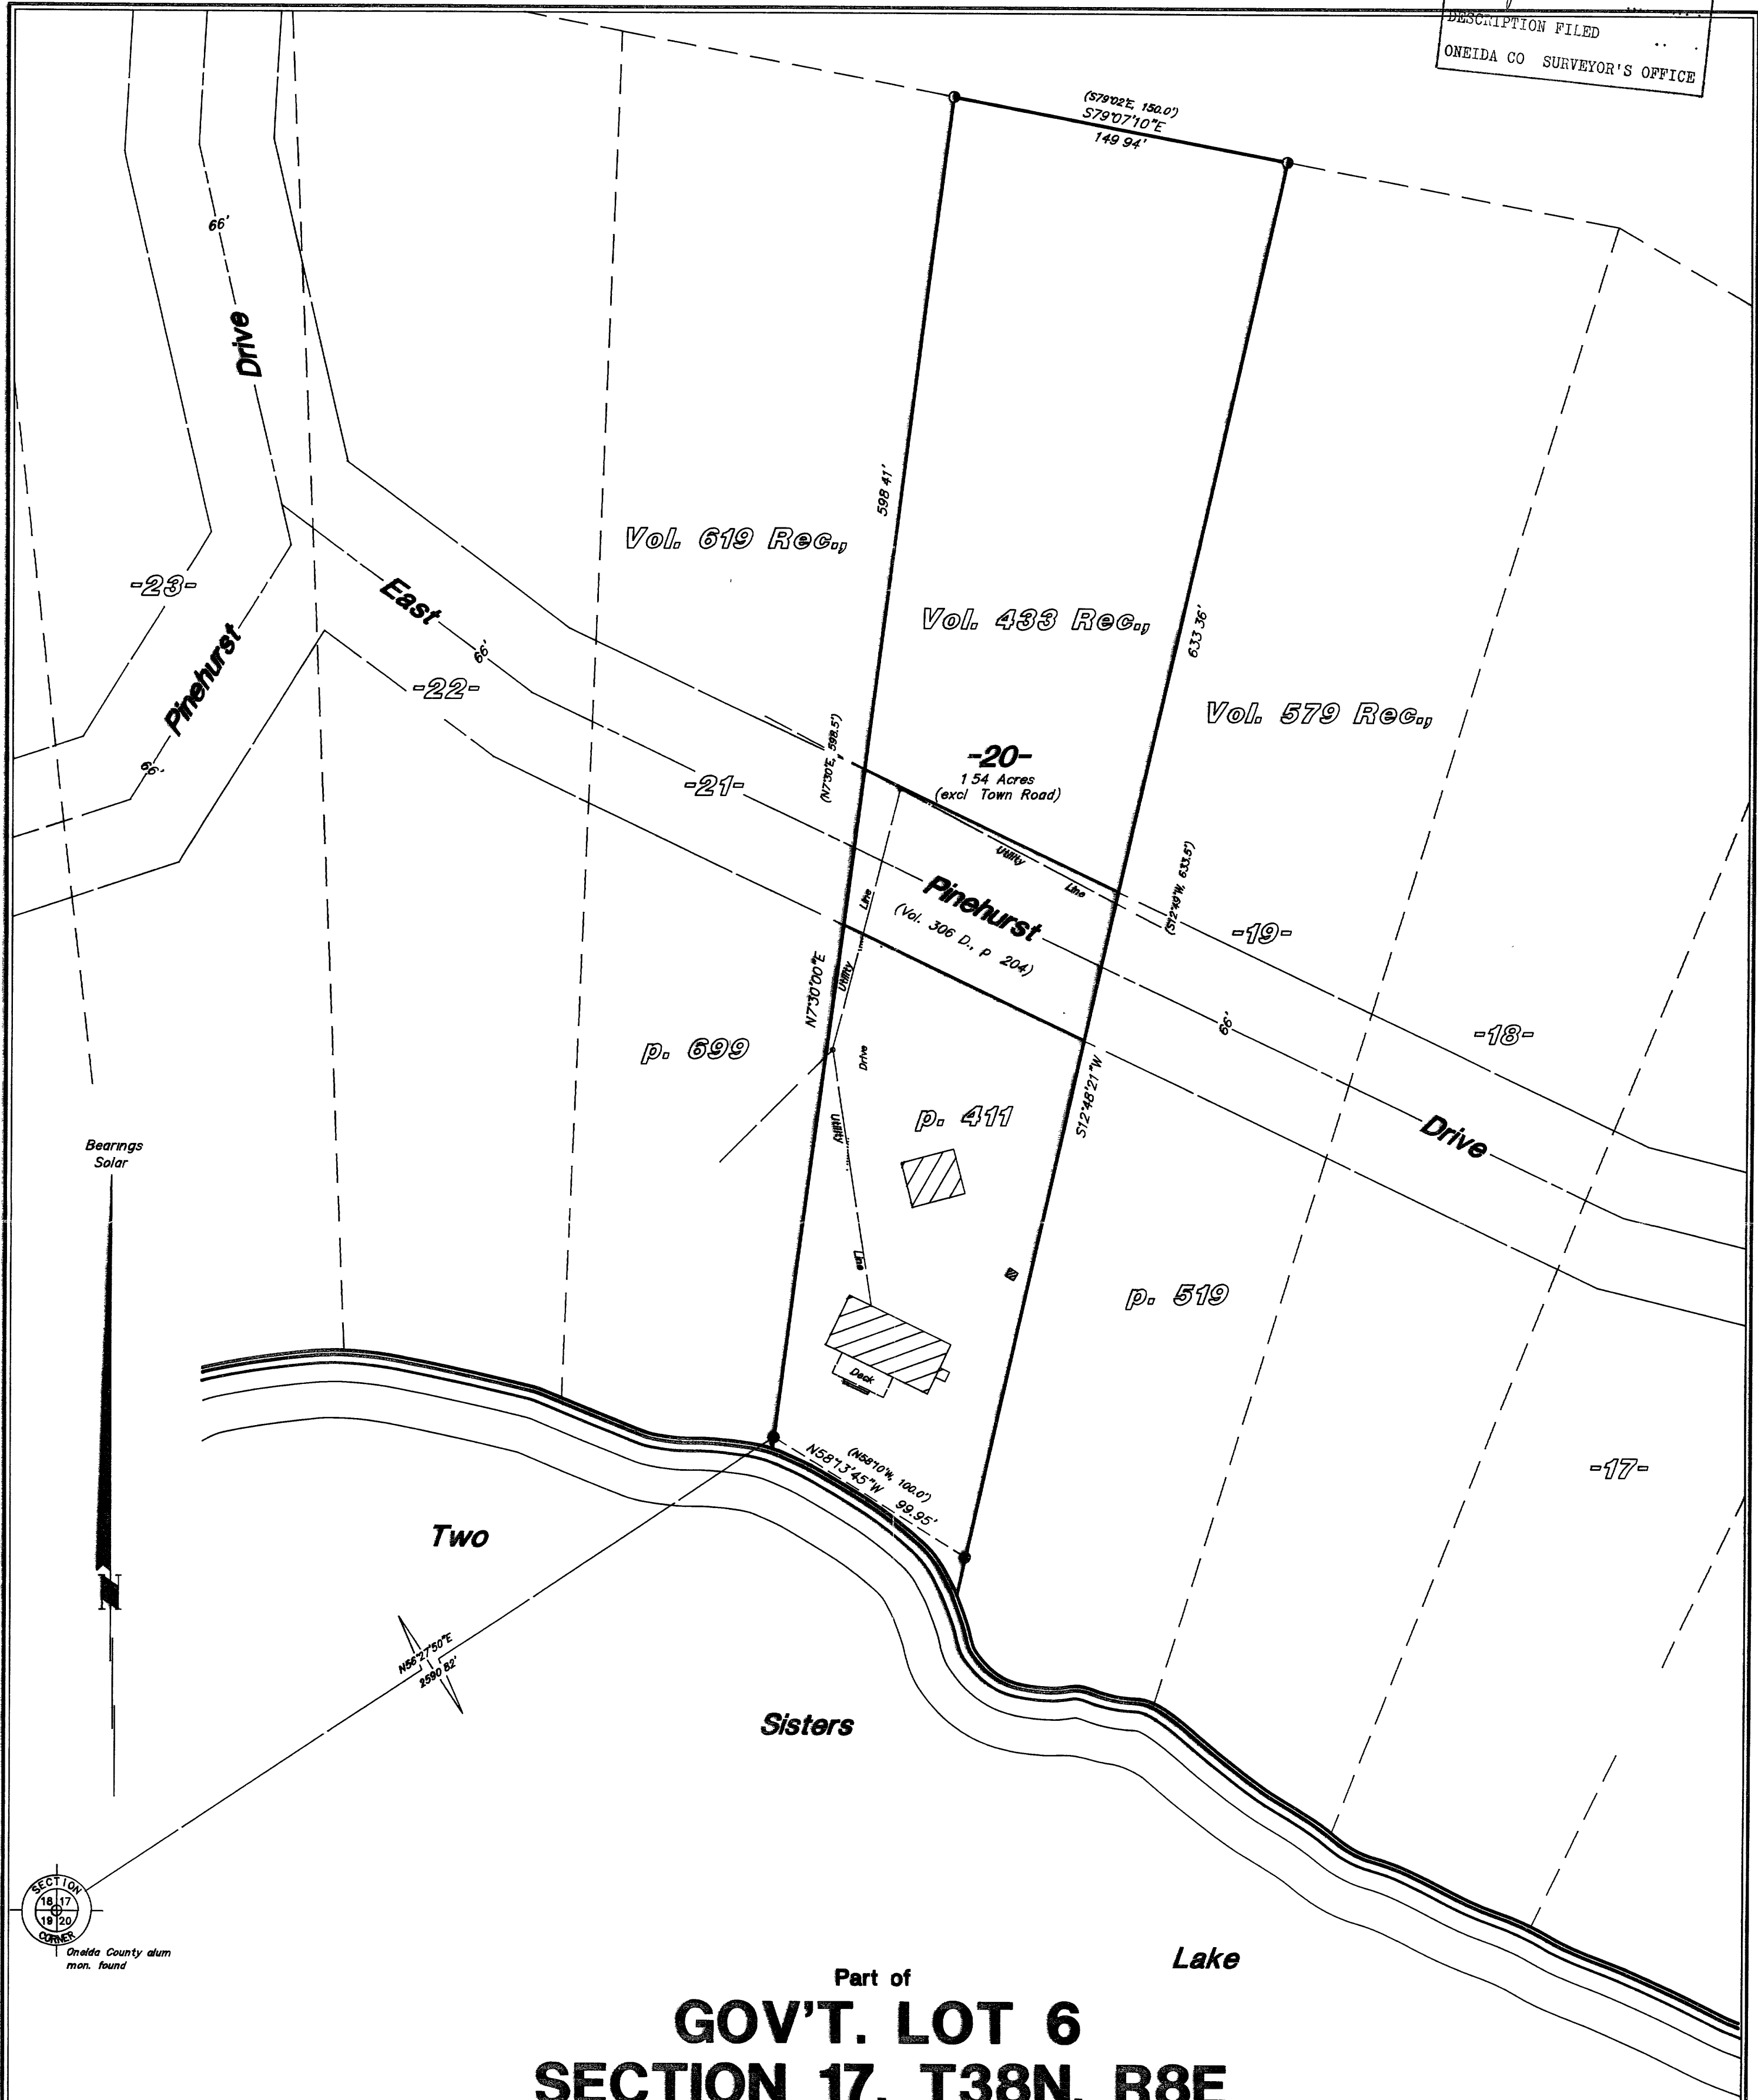 DESCRIPTION FILED
ONEIDA CO SURVEYOR'S OFFICE
(S79°02'E, 150.0')
S79°07'10"E
149 94'
66'
Drive
598 41'
Vol. 619 Rec.,
-23-
East
66'
Vol. 433 Rec.,
633 36'
Pinehurst
-22-
Vol. 579 Rec.,
66'
(N7°30'E, 598.5')
-20-
1 54 Acres
(excl Town Road)
-21-
Utility
Line
Line
Pinehurst
(Vol. 306 D., p 204)
(S12°49'W, 633.5')
-19-
N7°30'00"E
Utility
66'
-18-
p. 699
Drive
S12°48'21"W
p. 411
Utility
Drive
Bearings
Solar
Line
p. 519
Deck
(N58°10'W, 100.0')
N58°13'45"W 99.95'
-17-
Two
N
N56°27'50"E
2590 82'
Sisters
SECTION
18 17
19 20
CORNER
Oneida County alum
mon. found
Lake
Part of
GOV'T. LOT 6
SECTION 17, T38N, R8E